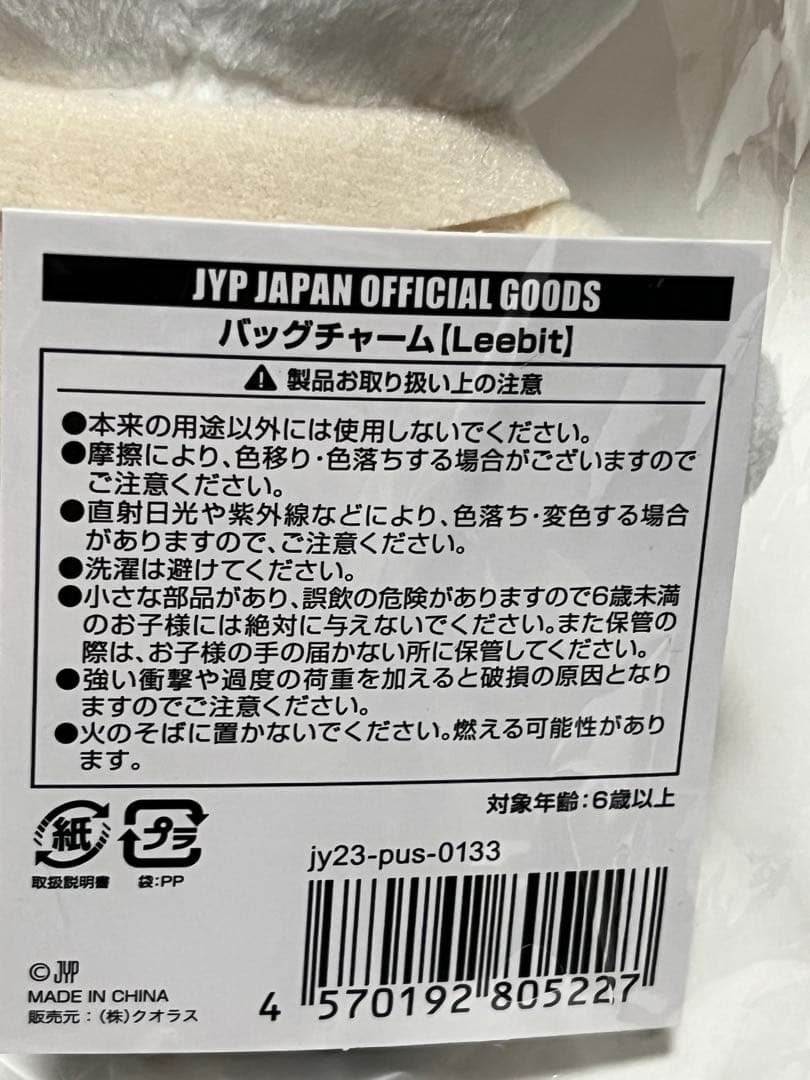 JYP JAPAN OFFICIAL GOODS
バッグチャーム【Leebit】
⚠ 製品お取り扱い上の注意
●本来の用途以外には使用しないでください。
●摩擦により、色移り・色落ちする場合がございますので
ご注意ください。
●直射日光や紫外線などにより、色落ち・変色する場合
がありますので、ご注意ください。
●洗濯は避けてください。
●小さな部品があり、誤飲の危険がありますので6歳未満
のお子様には絶対に与えないでください。また保管の
際は、お子様の手の届かない所に保管してください。
●強い衝撃や過度の荷重を加えると破損の原因となり
ますのでご注意ください。
●火のそばに置かないでください。燃える可能性があり
ます。
対象年齢:6歳以上
紙
プラ
取扱説明書
袋:PP
jy23-pus-0133
©JYP
MADE IN CHINA
販売元:(株)クオラス
4 570192 805227